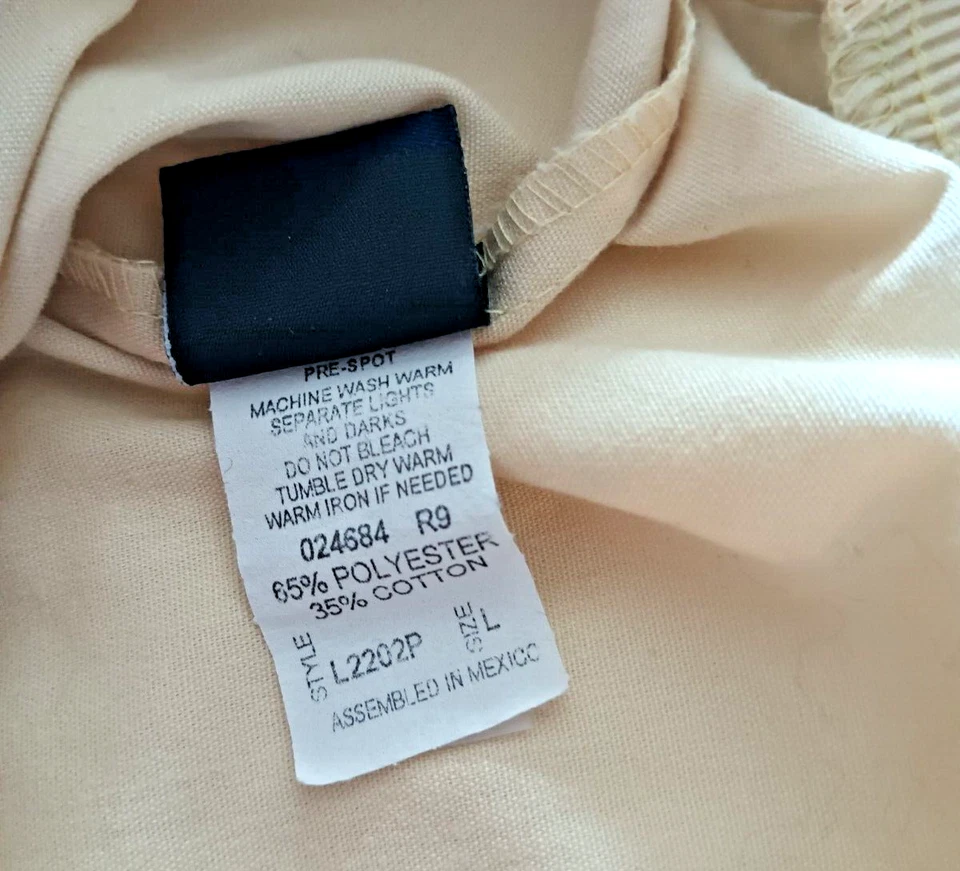 PRE-SPOT
MACHINE WASH WARM
SEPARATE LIGHTS
AND DARKS
DO NOT BLEACH
TUMBLE DRY WARM
WARM IRON IF NEEDED
024684 R9
65% POLYESTER
35% COTTON
STYLE L2202P SIZE L
ASSEMBLED IN MEXICO